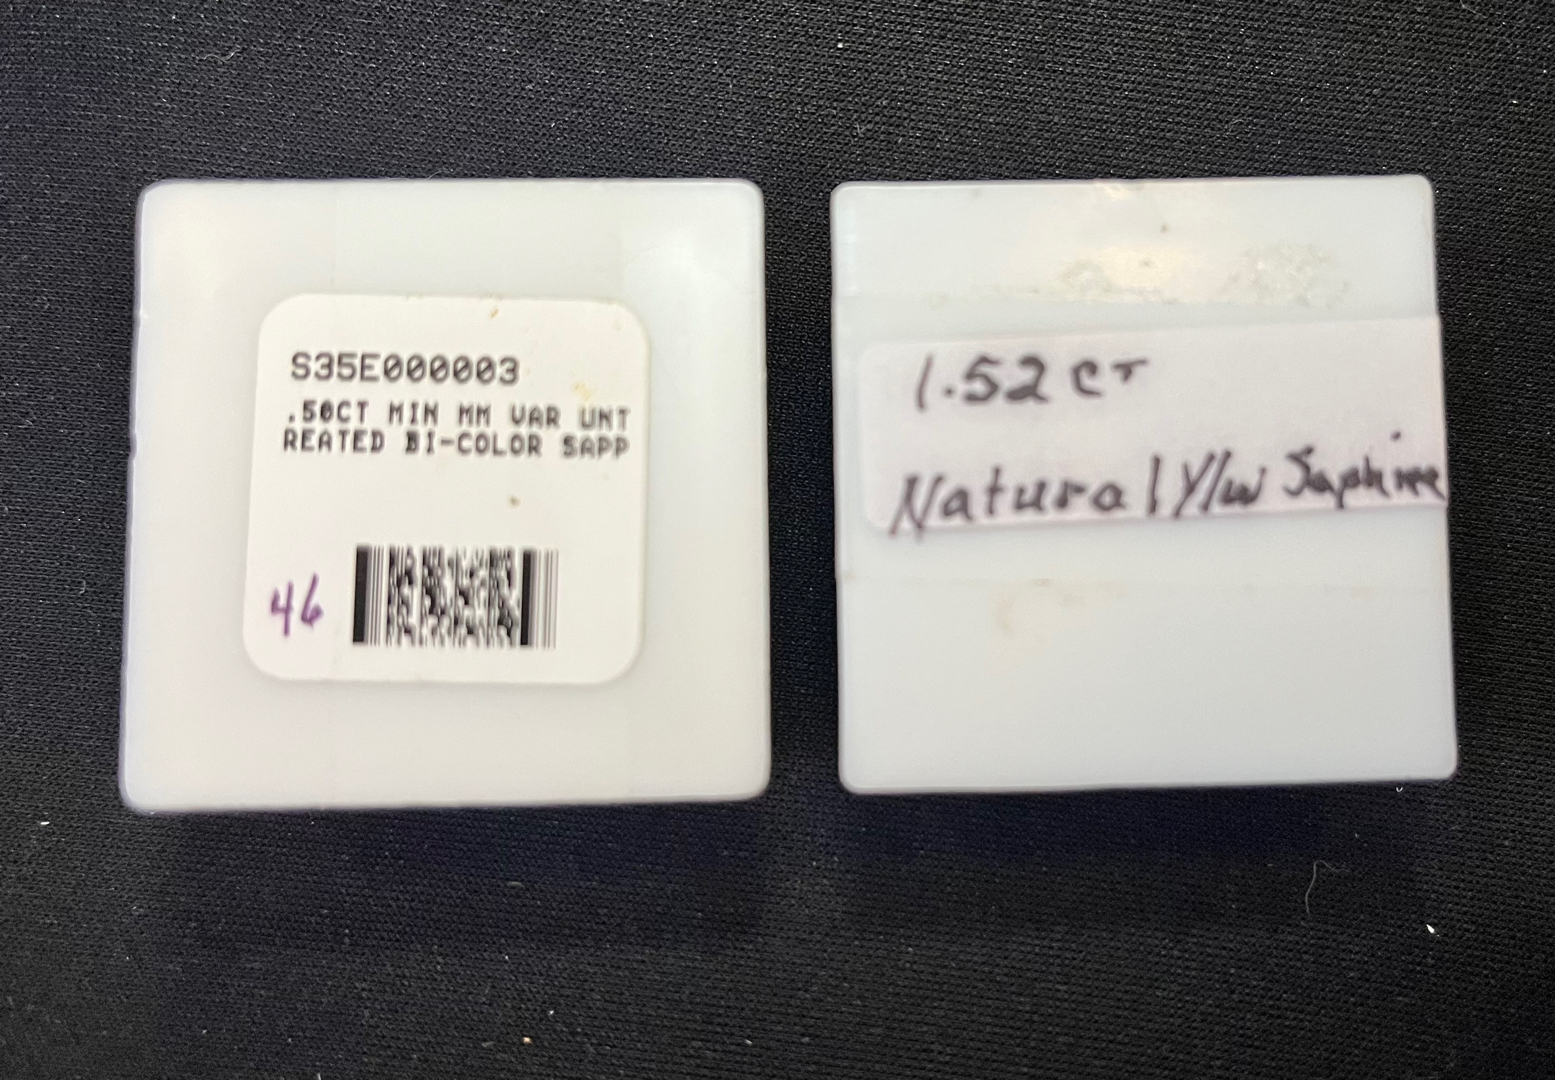 S35E000003
.50CT MIN MM VAR UNT
REATED BI-COLOR SAPP
46
1.52 CT
Natural Y/w Saphire